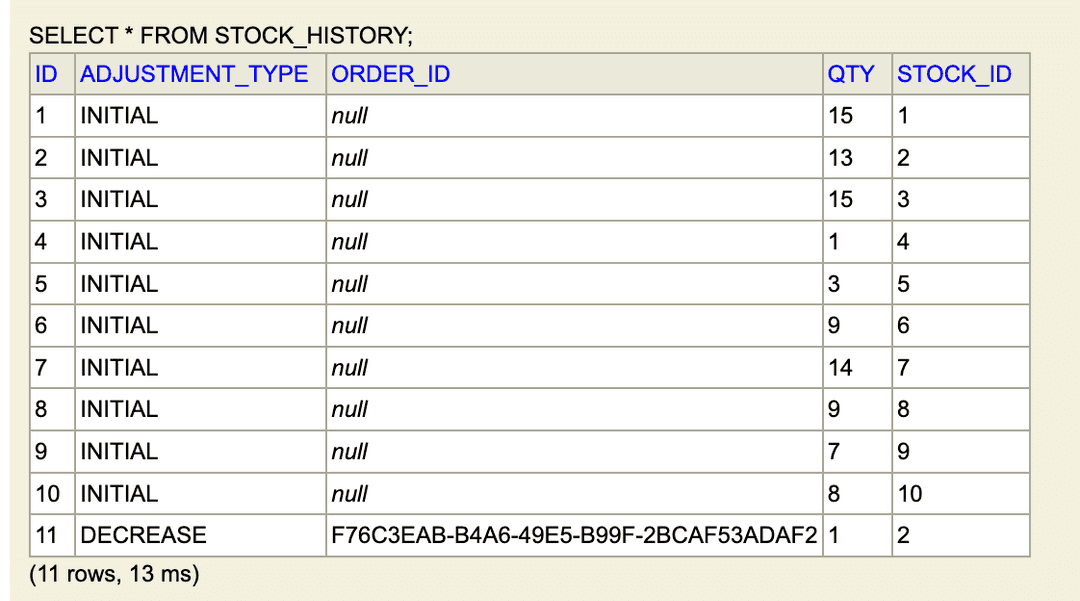 SELECT * FROM STOCK_HISTORY;
ID ADJUSTMENT_TYPE ORDER_ID QTY STOCK_ID
1 INITIAL null 15 1
2 INITIAL null 13 2
3 INITIAL null 15 3
4 INITIAL null 1 4
5 INITIAL null 3 5
6 INITIAL null 9 6
7 INITIAL null 14 7
8 INITIAL null 9 8
9 INITIAL null 7 9
10 INITIAL null 8 10
11 DECREASE F76C3EAB-B4A6-49E5-B99F-2BCAF53ADAF2 1 2
(11 rows, 13 ms)